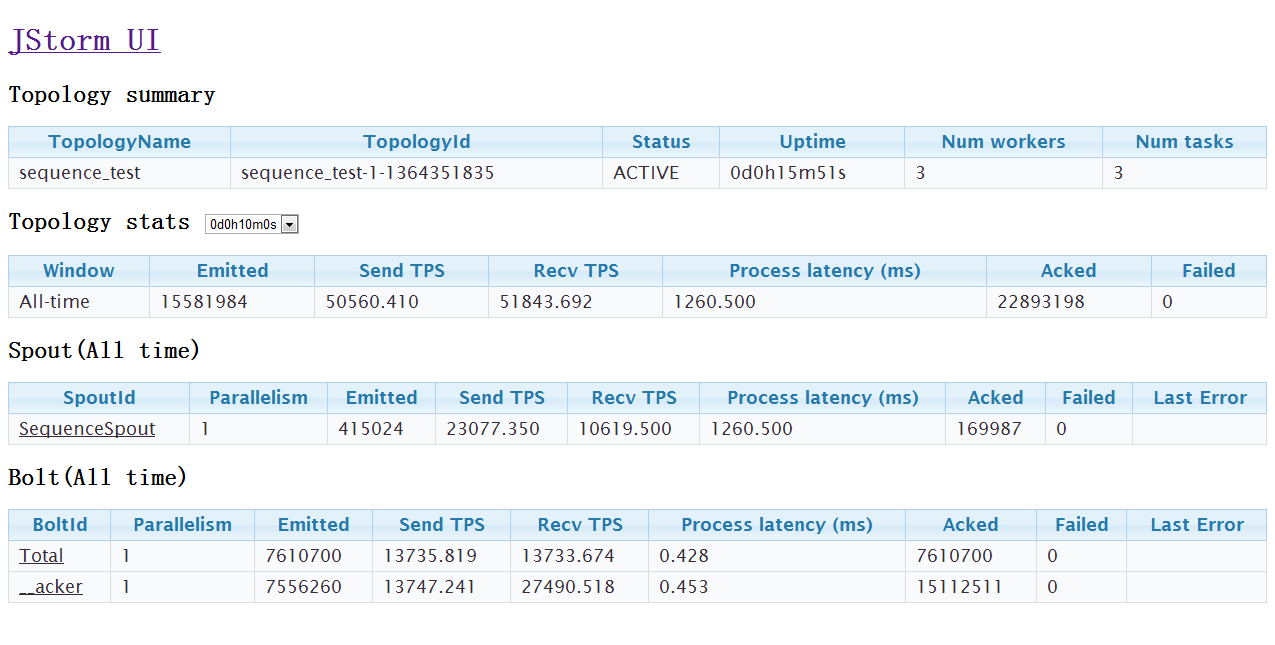 JStorm UI
Topology summary
TopologyName TopologyId Status Uptime Num workers Num tasks
sequence_test sequence_test-1-1364351835 ACTIVE 0d0h15m51s 3 3
Topology stats 0d0h10m0s
Window Emitted Send TPS Recv TPS Process latency (ms) Acked Failed
All-time 15581984 50560.410 51843.692 1260.500 22893198 0
Spout(All time)
SpoutId Parallelism Emitted Send TPS Recv TPS Process latency (ms) Acked Failed Last Error
SequenceSpout 1 415024 23077.350 10619.500 1260.500 169987 0
Bolt(All time)
BoltId Parallelism Emitted Send TPS Recv TPS Process latency (ms) Acked Failed Last Error
Total 1 7610700 13735.819 13733.674 0.428 7610700 0
__acker 1 7556260 13747.241 27490.518 0.453 15112511 0